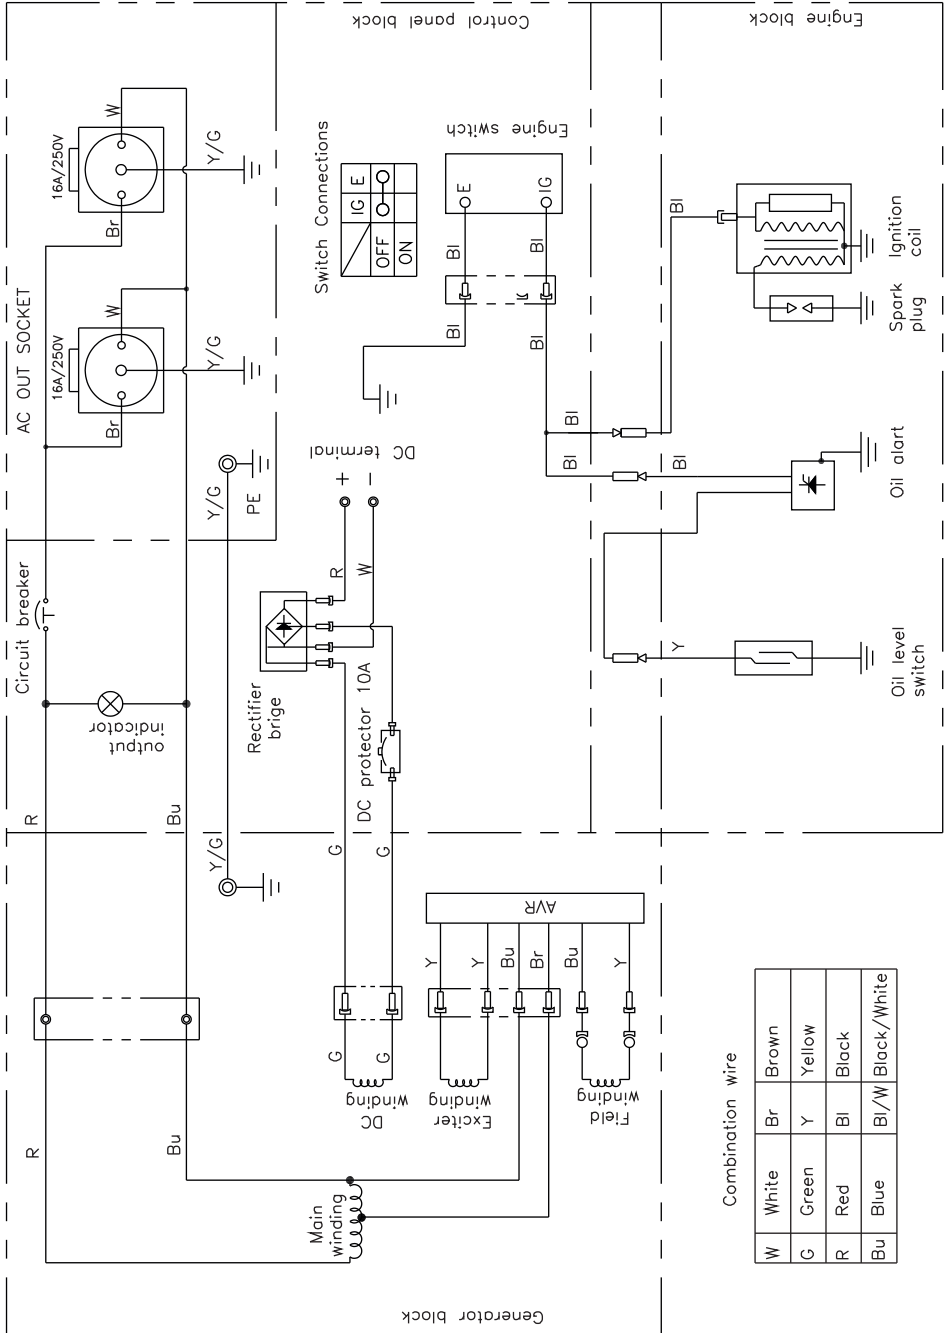 Control panel block
Engine block
AC OUT SOCKET
16A/250V
W
Br
Y/G
16A/250V
W
Br
Y/G
Switch Connections
IG
E
OFF
ON
Engine switch
E
IG
Bl
Bl
Bl
Bl
Bl
Bl
Bl
Bl
Ignition
coil
Spark
plug
Oil alart
Oil level
switch
Y
Circuit breaker
output
indicator
Y/G
PE
DC terminal
+
−
R
W
Rectifier
brige
DC protector 10A
R
Bu
Y/G
G
G
AVR
Y
Y
Bu
Br
Bu
Y
G
G
DC
winding
Exciter
winding
Field
winding
R
Bu
Main
winding
Generator block
Combination wire
W White Br Brown
G Green Y Yellow
R Red Bl Black
Bu Blue Bl/W Black/White